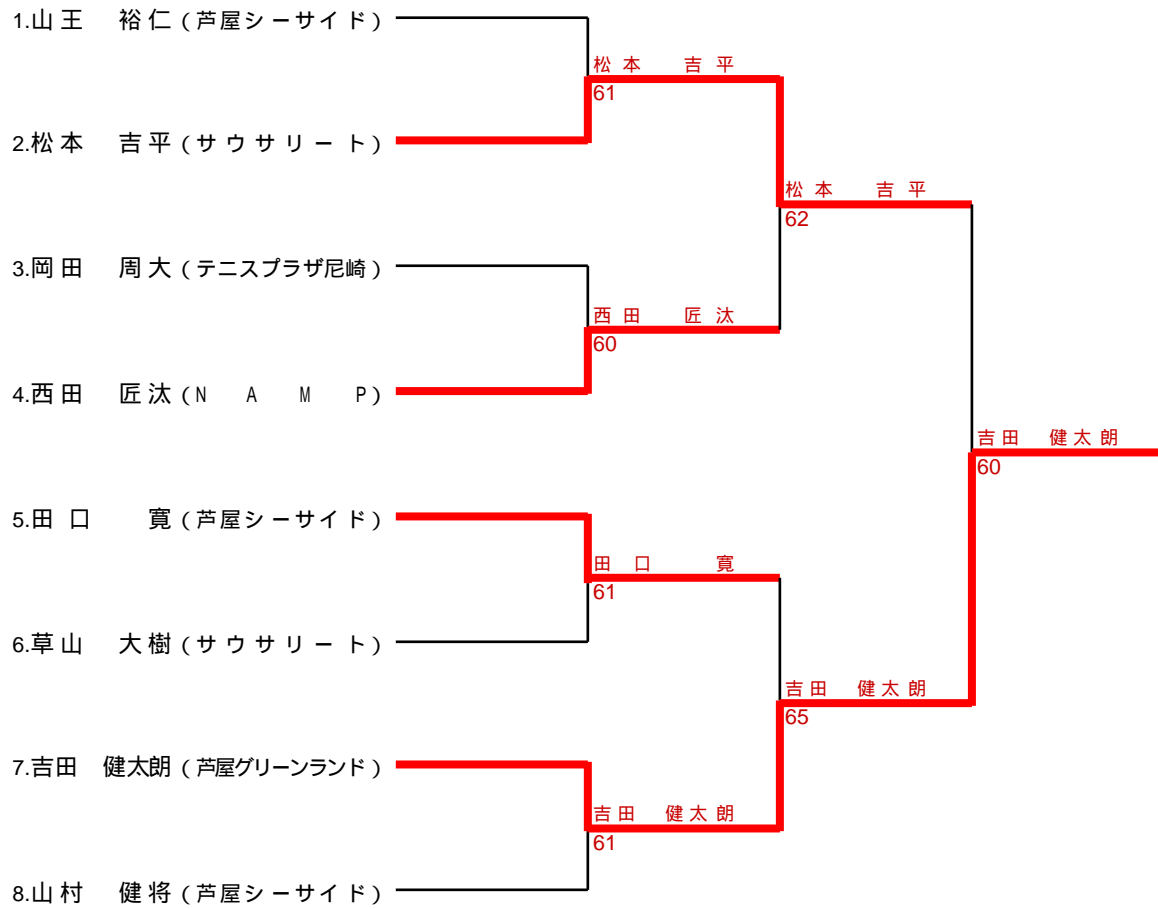 1.山王 裕仁(芦屋シーサイド)
松本 吉平
61
2.松本 吉平(サウサリート)
松本 吉平
62
3.岡田 周大(テニスプラザ尼崎)
西田 匠汰
60
4.西田 匠汰(NAMP)
吉田 健太朗
60
5.田口 寛(芦屋シーサイド)
田口 寛
61
6.草山 大樹(サウサリート)
吉田 健太朗
65
7.吉田 健太朗(芦屋グリーンランド)
吉田 健太朗
61
8.山村 健将(芦屋シーサイド)